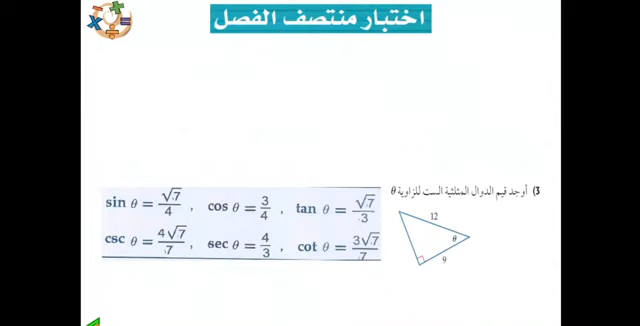 اختبار منتصف الفصل
3) أوجد قيم الدوال المثلثية الست للزاوية θ
12
θ
9
sin θ = √7/4 , cos θ = 3/4 , tan θ = √7/3
csc θ = 4√7/7 , sec θ = 4/3 , cot θ = 3√7/7